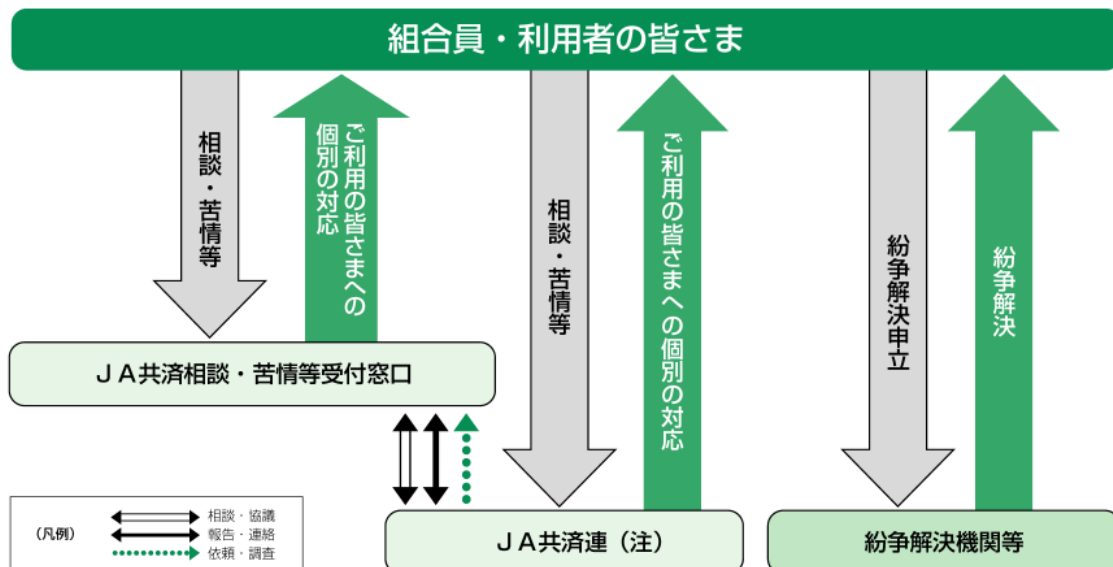 組合員・利用者の皆さま
相談・苦情等
ご利用の皆さまへの
個別の対応
相談・苦情等
ご利用の皆さまへの個別の対応
紛争解決申立
紛争解決
ＪＡ共済相談・苦情等受付窓口
（凡例）
相談・協議
報告・連絡
依頼・調査
ＪＡ共済連（注）
紛争解決機関等